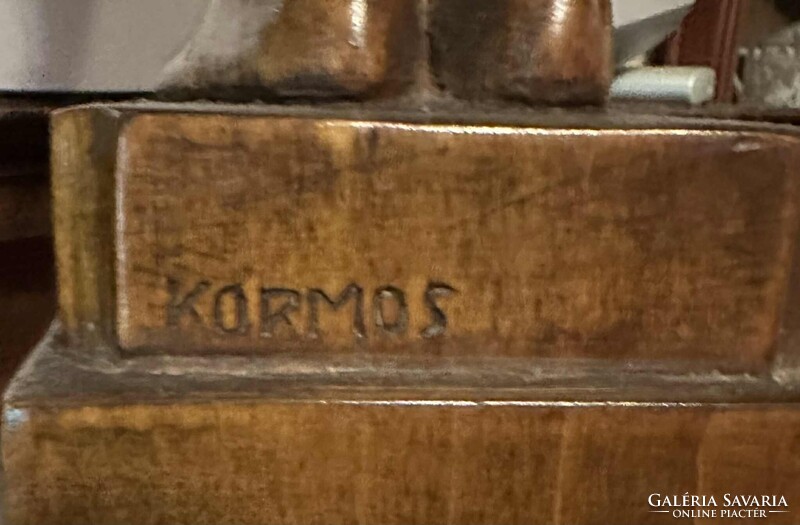 KORMOS
GALÉRIA SAVARIA
ONLINE PIACTÉR